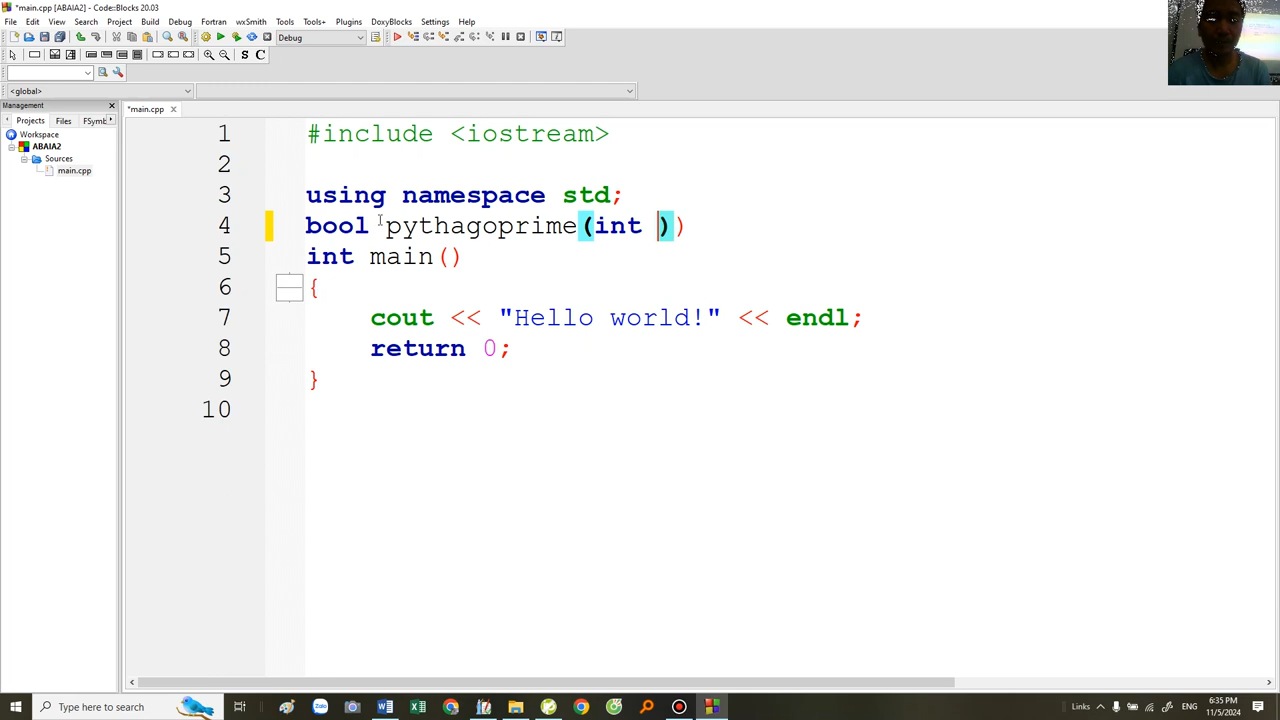 *main.cpp [ABAIA2] - Code::Blocks 20.03
File Edit View Search Project Build Debug Fortran wxSmith Tools Tools+ Plugins DoxyBlocks Settings Help
Debug
S C
<global>
Management
*main.cpp
Projects Files FSymb
Workspace
ABAIA2
Sources
main.cpp
1 #include <iostream>
2
3 using namespace std;
4 bool pythagoprime(int ))
5 int main()
6 {
7 cout << "Hello world!" << endl;
8 return 0;
9 }
10
Type here to search
Zalo
Links
ENG
6:35 PM
11/5/2024